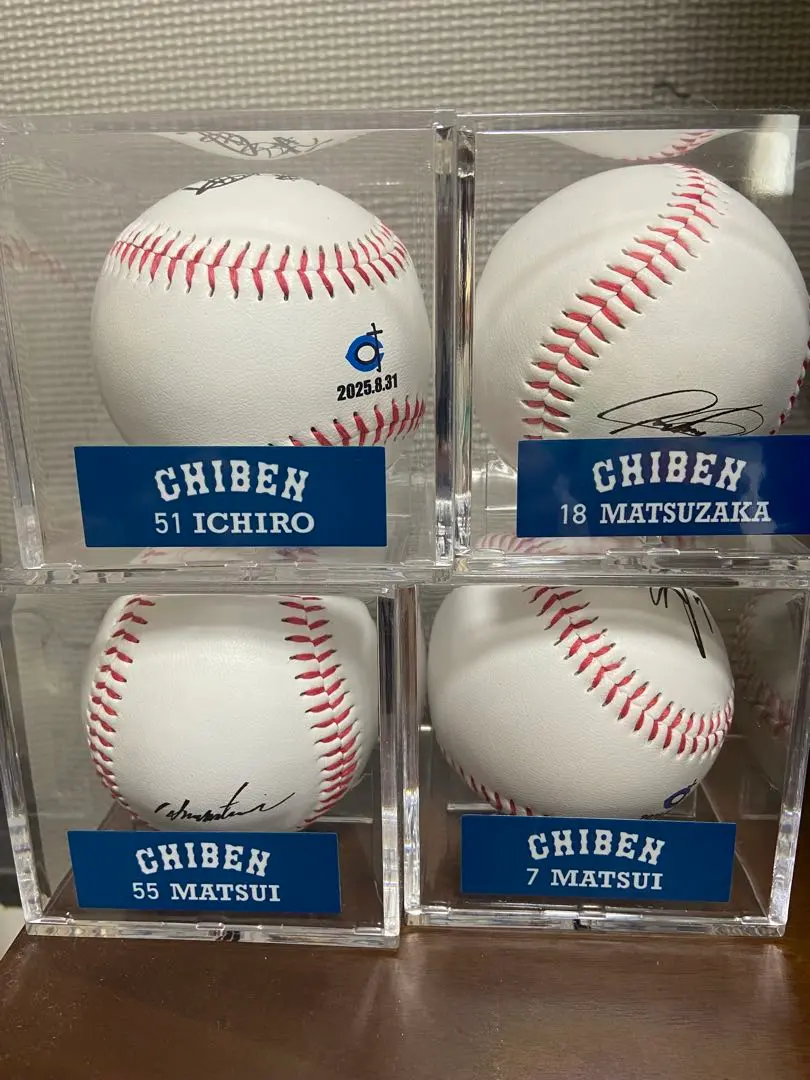 2025.8.31
CHIBEN
51 ICHIRO
CHIBEN
18 MATSUZAKA
CHIBEN
55 MATSUI
CHIBEN
7 MATSUI